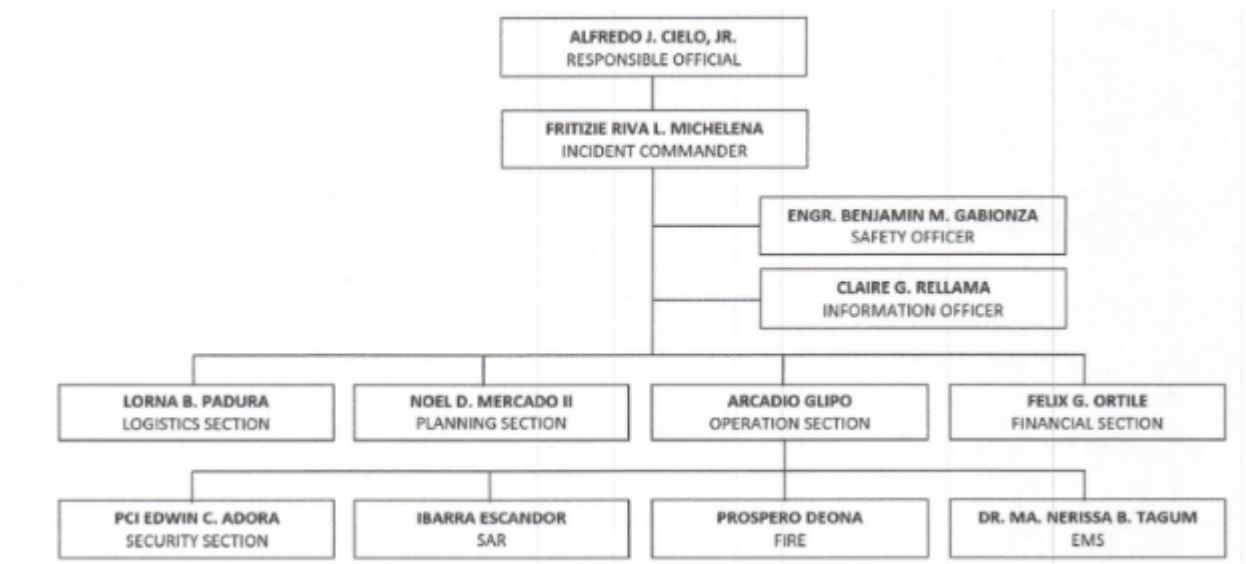 ALFREDO J. CIELO, JR.
RESPONSIBLE OFFICIAL
FRITIZIE RIVA L. MICHELENA
INCIDENT COMMANDER
ENGR. BENJAMIN M. GABIONZA
SAFETY OFFICER
CLAIRE G. RELLAMA
INFORMATION OFFICER
LORNA B. PADURA
LOGISTICS SECTION
NOEL D. MERCADO II
PLANNING SECTION
ARCADIO GLIPO
OPERATION SECTION
FELIX G. ORTILE
FINANCIAL SECTION
PCI EDWIN C. ADORA
SECURITY SECTION
IBARRA ESCANDOR
SAR
PROSPERO DEONA
FIRE
DR. MA. NERISSA B. TAGUM
EMS